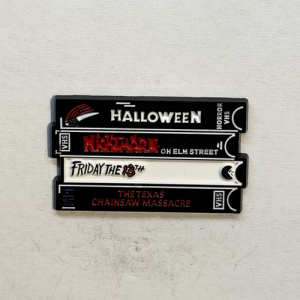 HALLOWEEN
HORROR
VHS
VHS
NIGHTMARE
ON ELM STREET
FRIDAY THE 13TH
THE TEXAS
CHAINSAW MASSACRE
VHS